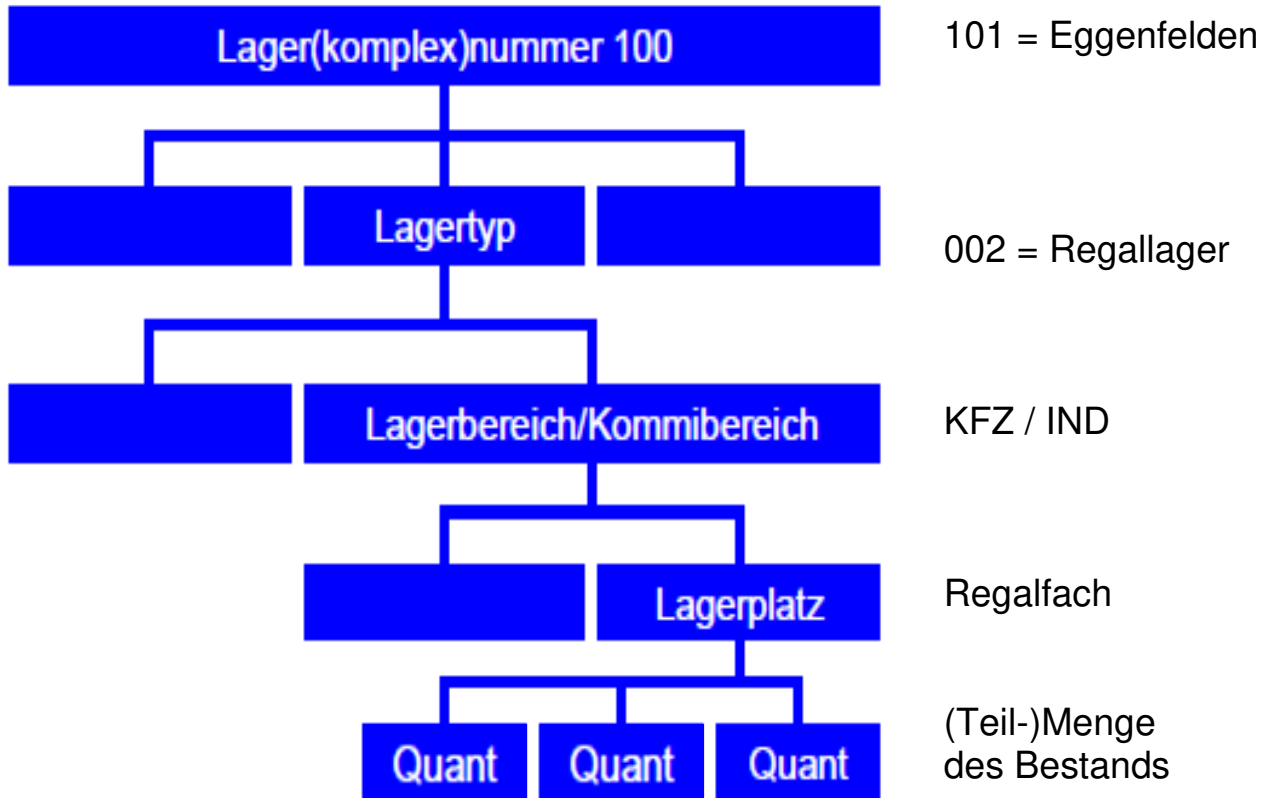 Lager(komplex)nummer 100
101 = Eggenfelden
Lagertyp
002 = Regallager
Lagerbereich/Kommibereich
KFZ / IND
Lagerplatz
Regalfach
Quant
Quant
Quant
(Teil-)Menge
des Bestands